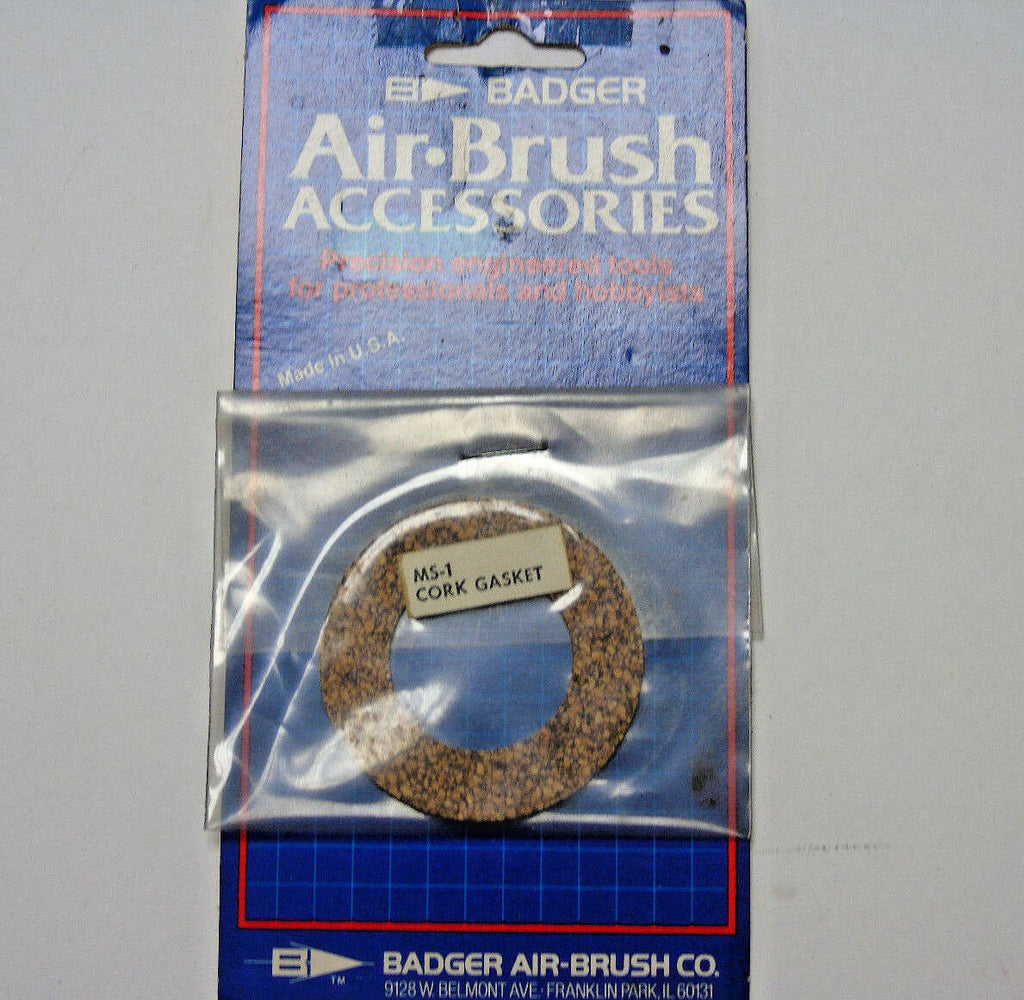 BADGER
Air·Brush
ACCESSORIES
Precision engineered tools
for professionals and hobbyists
Made in U.S.A.
MS-1
CORK GASKET
B
TM
BADGER AIR-BRUSH CO.
9128 W. BELMONT AVE · FRANKLIN PARK, IL 60131